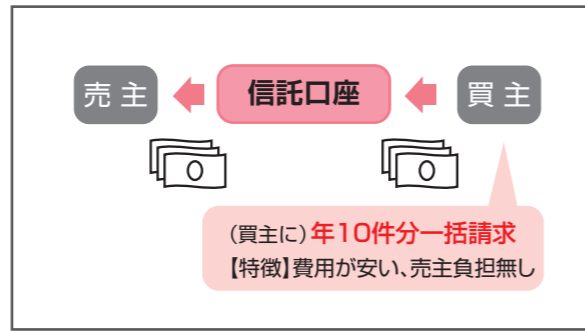 売主
信託口座
買主
(買主に)年10件分一括請求
【特徴】費用が安い、売主負担無し